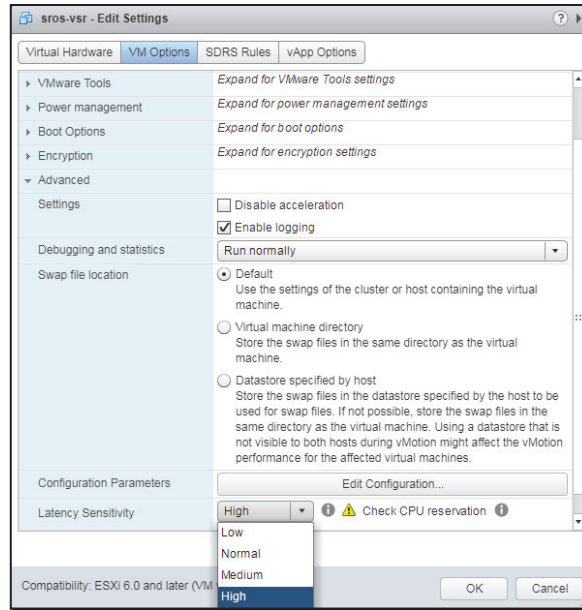 sros-vsr - Edit Settings
?
Virtual Hardware VM Options SDRS Rules vApp Options
VMware Tools Expand for VMware Tools settings
Power management Expand for power management settings
Boot Options Expand for boot options
Encryption Expand for encryption settings
Advanced
Settings Disable acceleration
Enable logging
Debugging and statistics Run normally
Swap file location Default
Use the settings of the cluster or host containing the virtual
machine.
Virtual machine directory
Store the swap files in the same directory as the virtual
machine.
Datastore specified by host
Store the swap files in the datastore specified by the host to be
used for swap files. If not possible, store the swap files in the
same directory as the virtual machine. Using a datastore that is
not visible to both hosts during vMotion might affect the vMotion
performance for the affected virtual machines.
Configuration Parameters Edit Configuration...
Latency Sensitivity High Check CPU reservation
Low
Normal
Medium
High
Compatibility: ESXi 6.0 and later (VM
OK Cancel